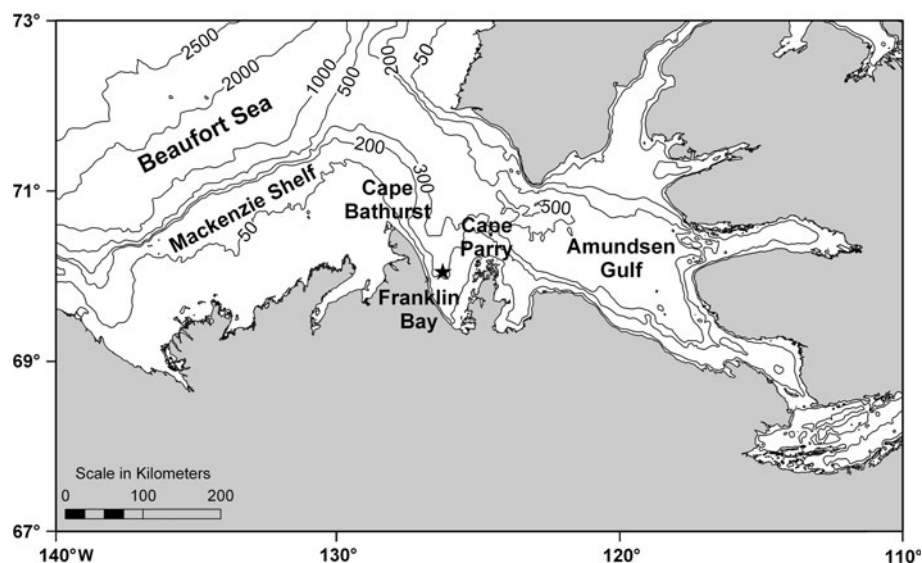 73°
71°
69°
67°
140°W
130°
120°
110°
2500
2000
1000
500
200
50
Beaufort Sea
Mackenzie Shelf
50
200
300
500
Cape
Bathurst
Cape
Parry
Amundsen
Gulf
Franklin
Bay
Scale in Kilometers
0 100 200